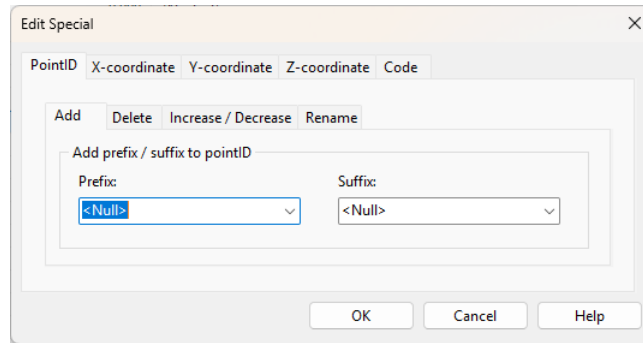 Edit Special
PointID X-coordinate Y-coordinate Z-coordinate Code
Add Delete Increase / Decrease Rename
Add prefix / suffix to pointID
Prefix: Suffix:
<Null> <Null>
OK Cancel Help